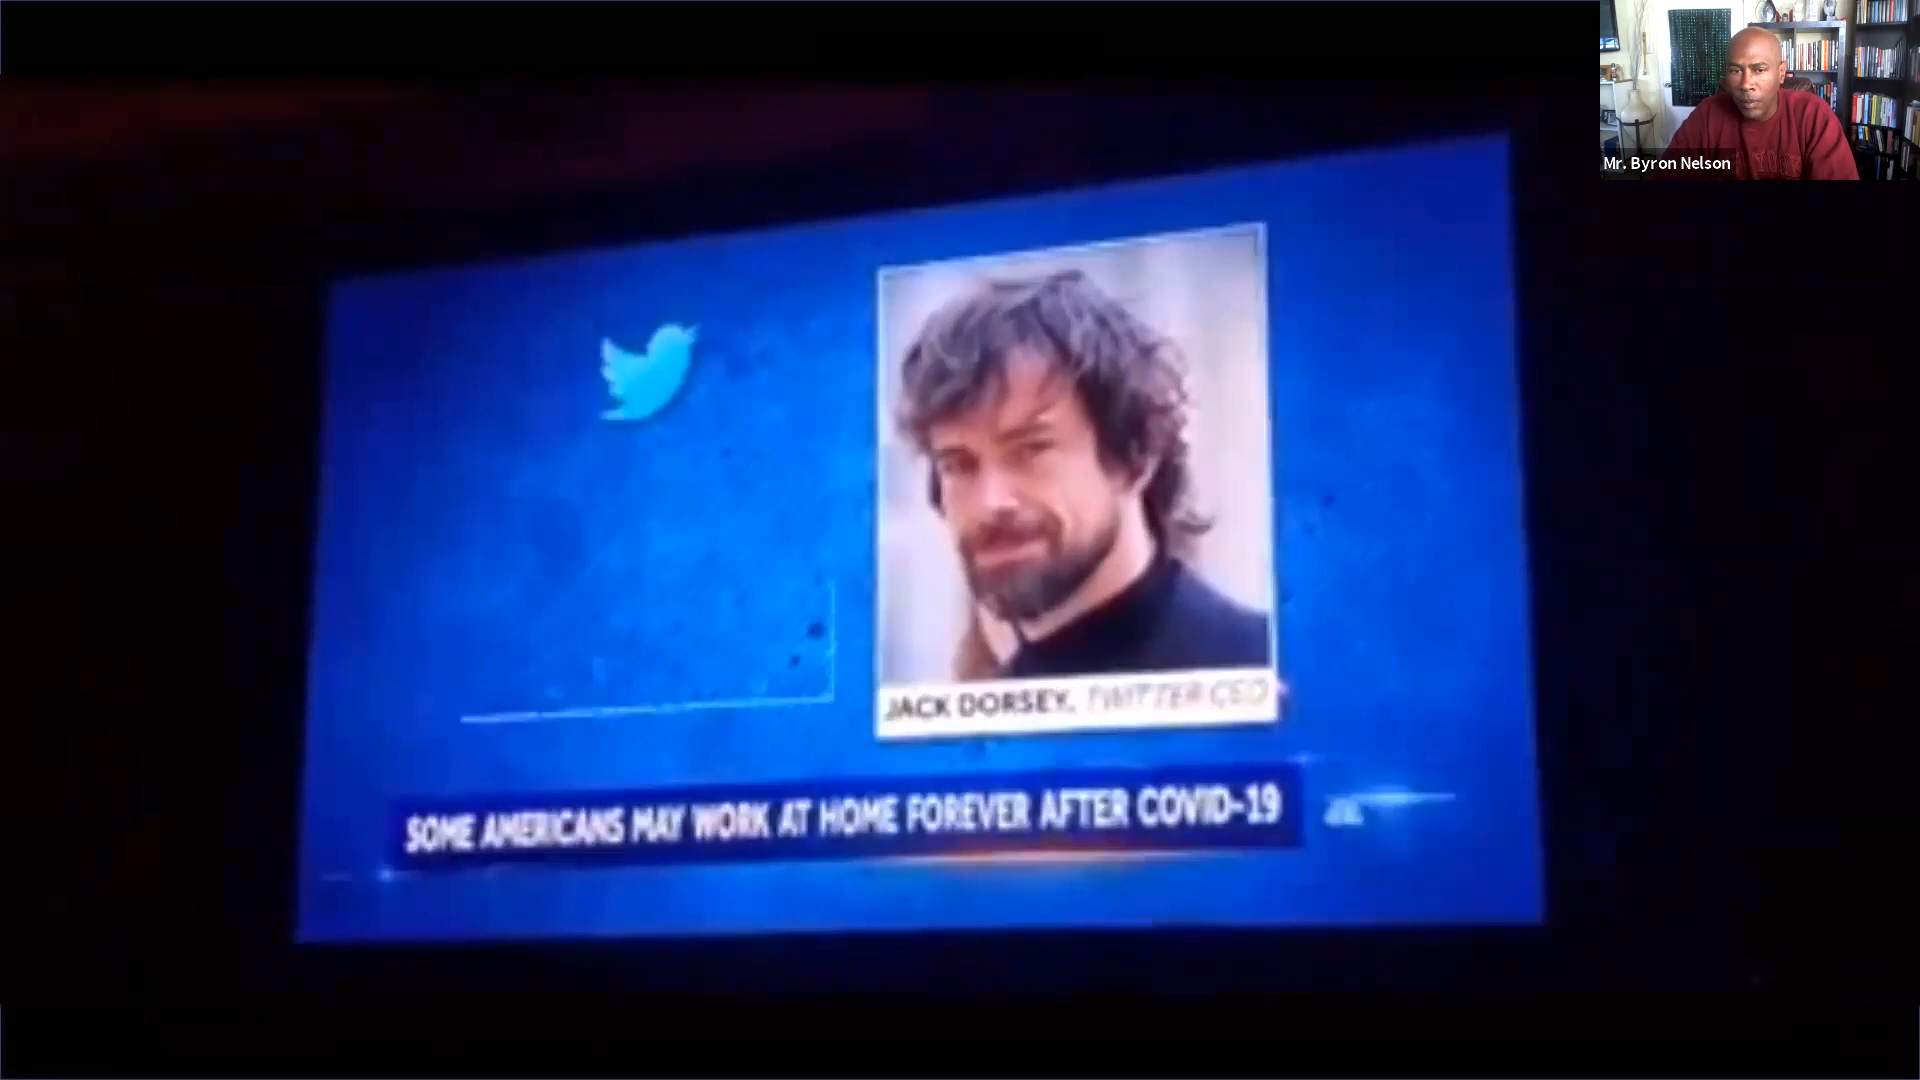 Mr. Byron Nelson
JACK DORSEY, TWITTER CEO
SOME AMERICANS MAY WORK AT HOME FOREVER AFTER COVID-19